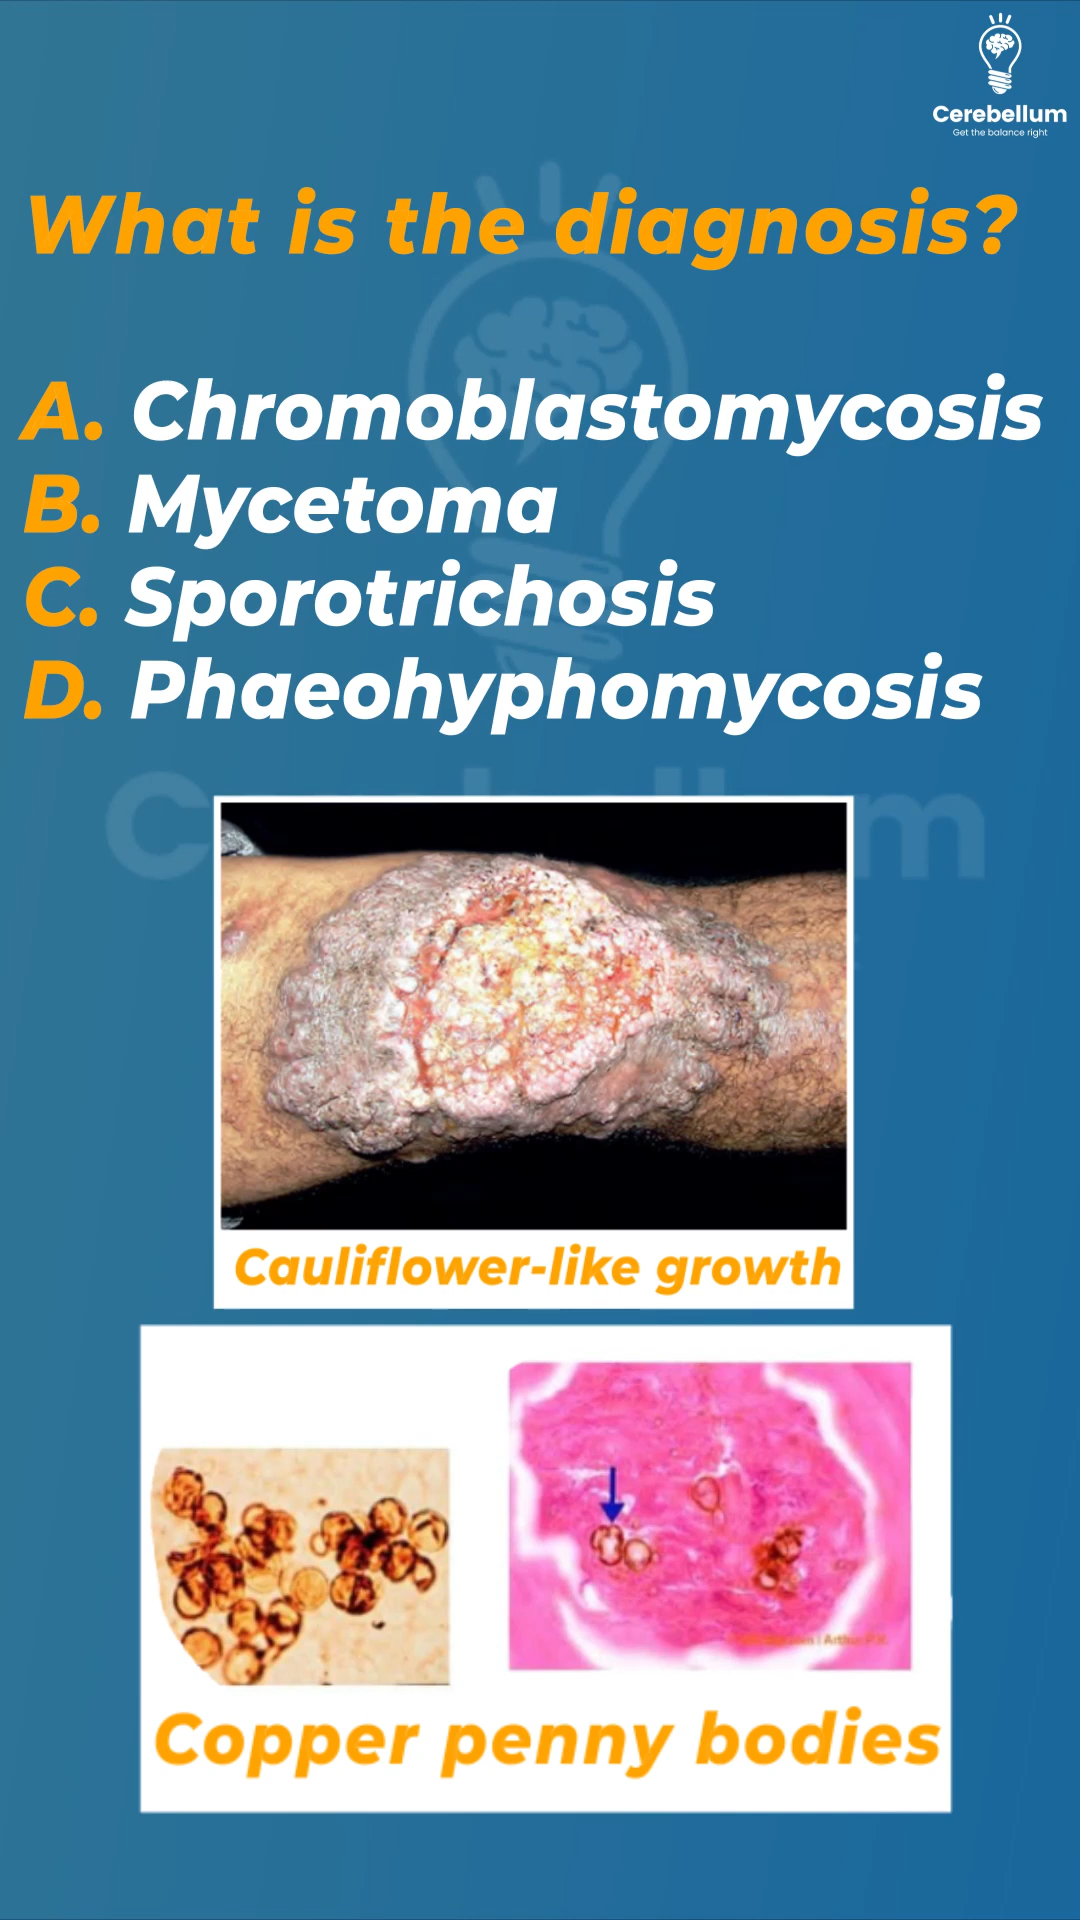 Cerebellum
Get the balance right
What is the diagnosis?
A. Chromoblastomycosis
B. Mycetoma
C. Sporotrichosis
D. Phaeohyphomycosis
Cauliflower-like growth
Arthur P.V.
Copper penny bodies